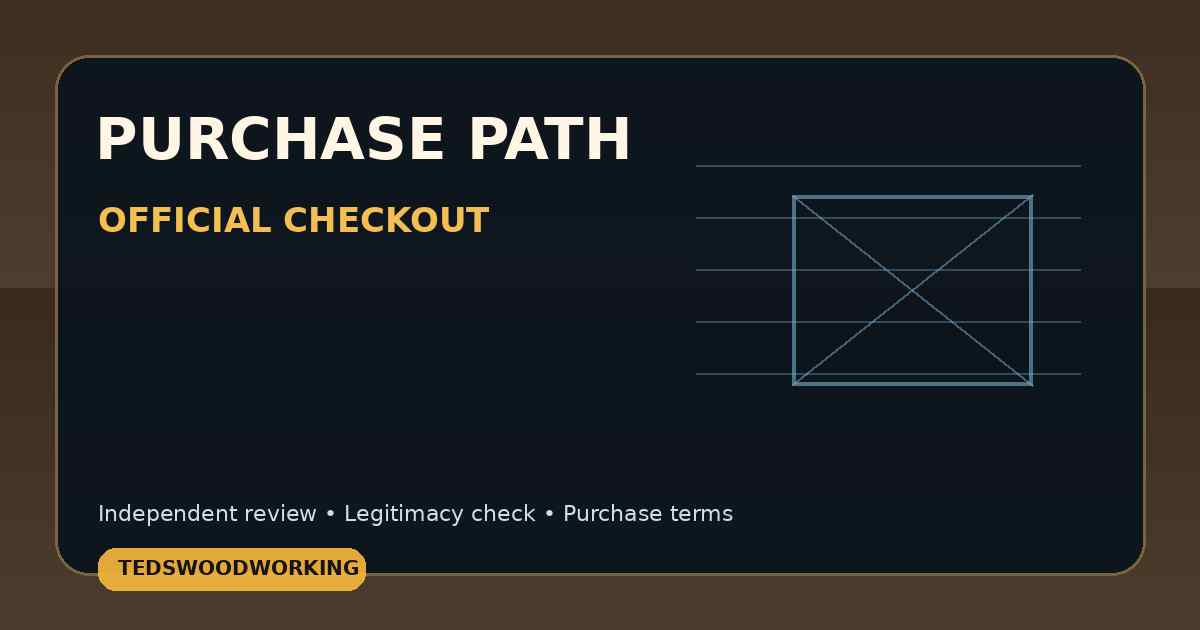 PURCHASE PATH
OFFICIAL CHECKOUT
Independent review • Legitimacy check • Purchase terms
TEDSWOODWORKING